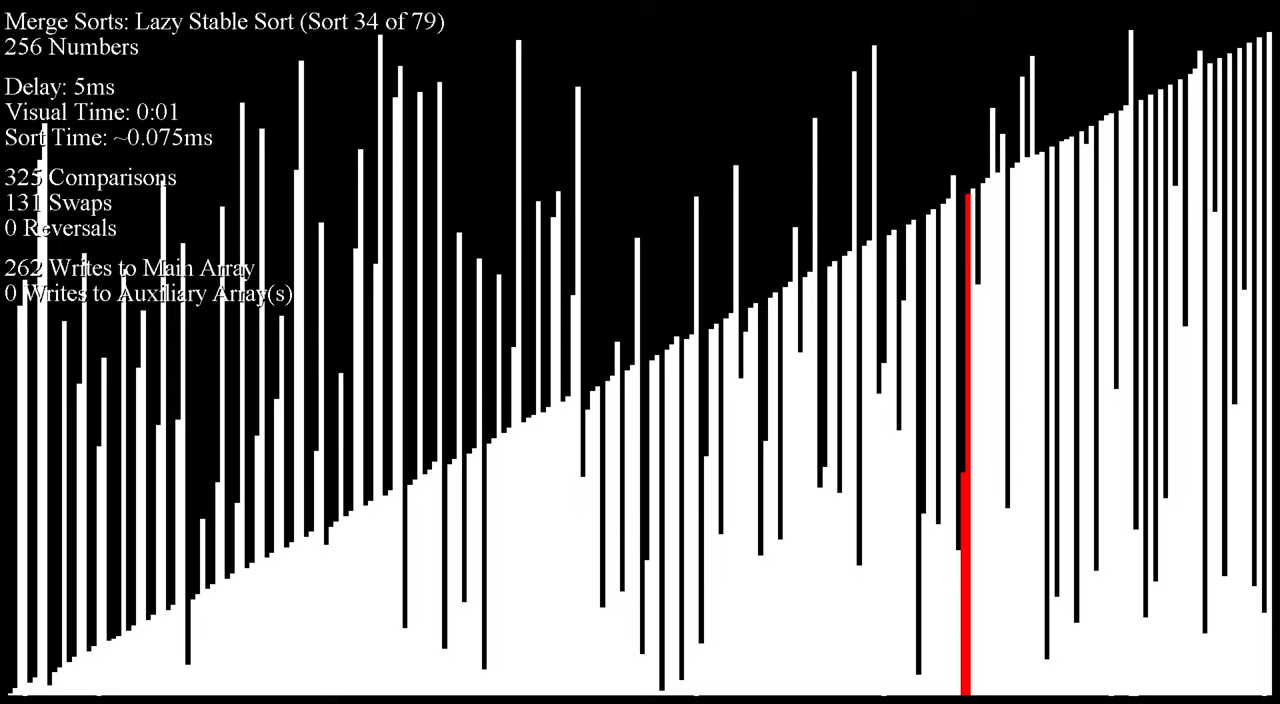 Merge Sorts: Lazy Stable Sort (Sort 34 of 79)
256 Numbers
Delay: 5ms
Visual Time: 0:01
Sort Time: ~0.075ms
325 Comparisons
131 Swaps
0 Reversals
262 Writes to Main Array
0 Writes to Auxiliary Array(s)